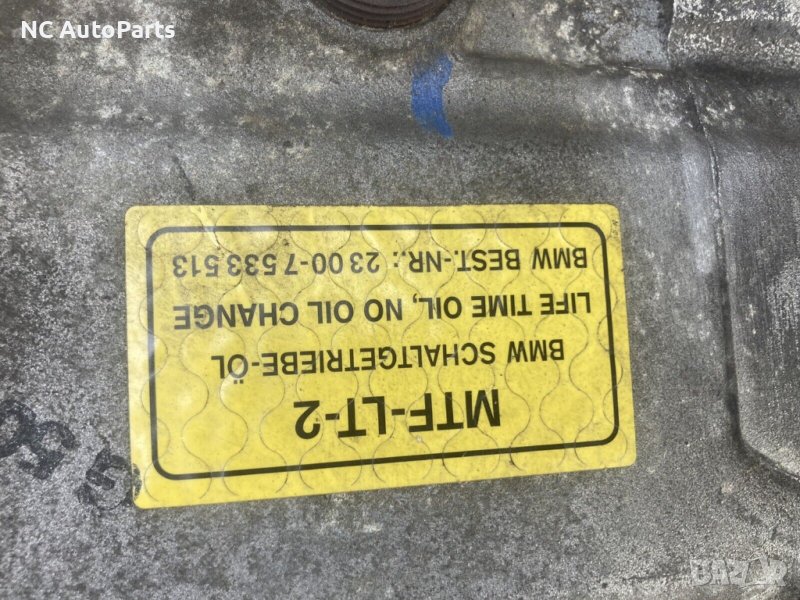 NC AutoParts
MTF-LT-2
BMW SCHALTGETRIEBE-ÖL
LIFE TIME OIL, NO OIL CHANGE
BMW BEST.-NR.: 23 00-7 533 513